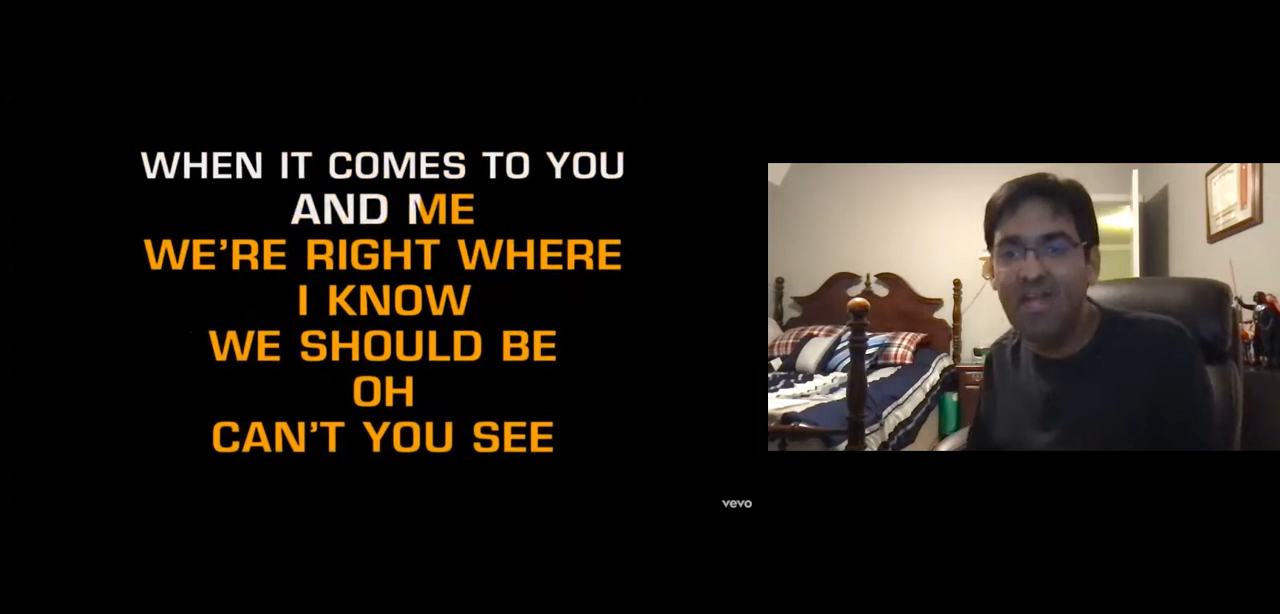 WHEN IT COMES TO YOU
AND ME
WE'RE RIGHT WHERE
I KNOW
WE SHOULD BE
OH
CAN'T YOU SEE
vevo